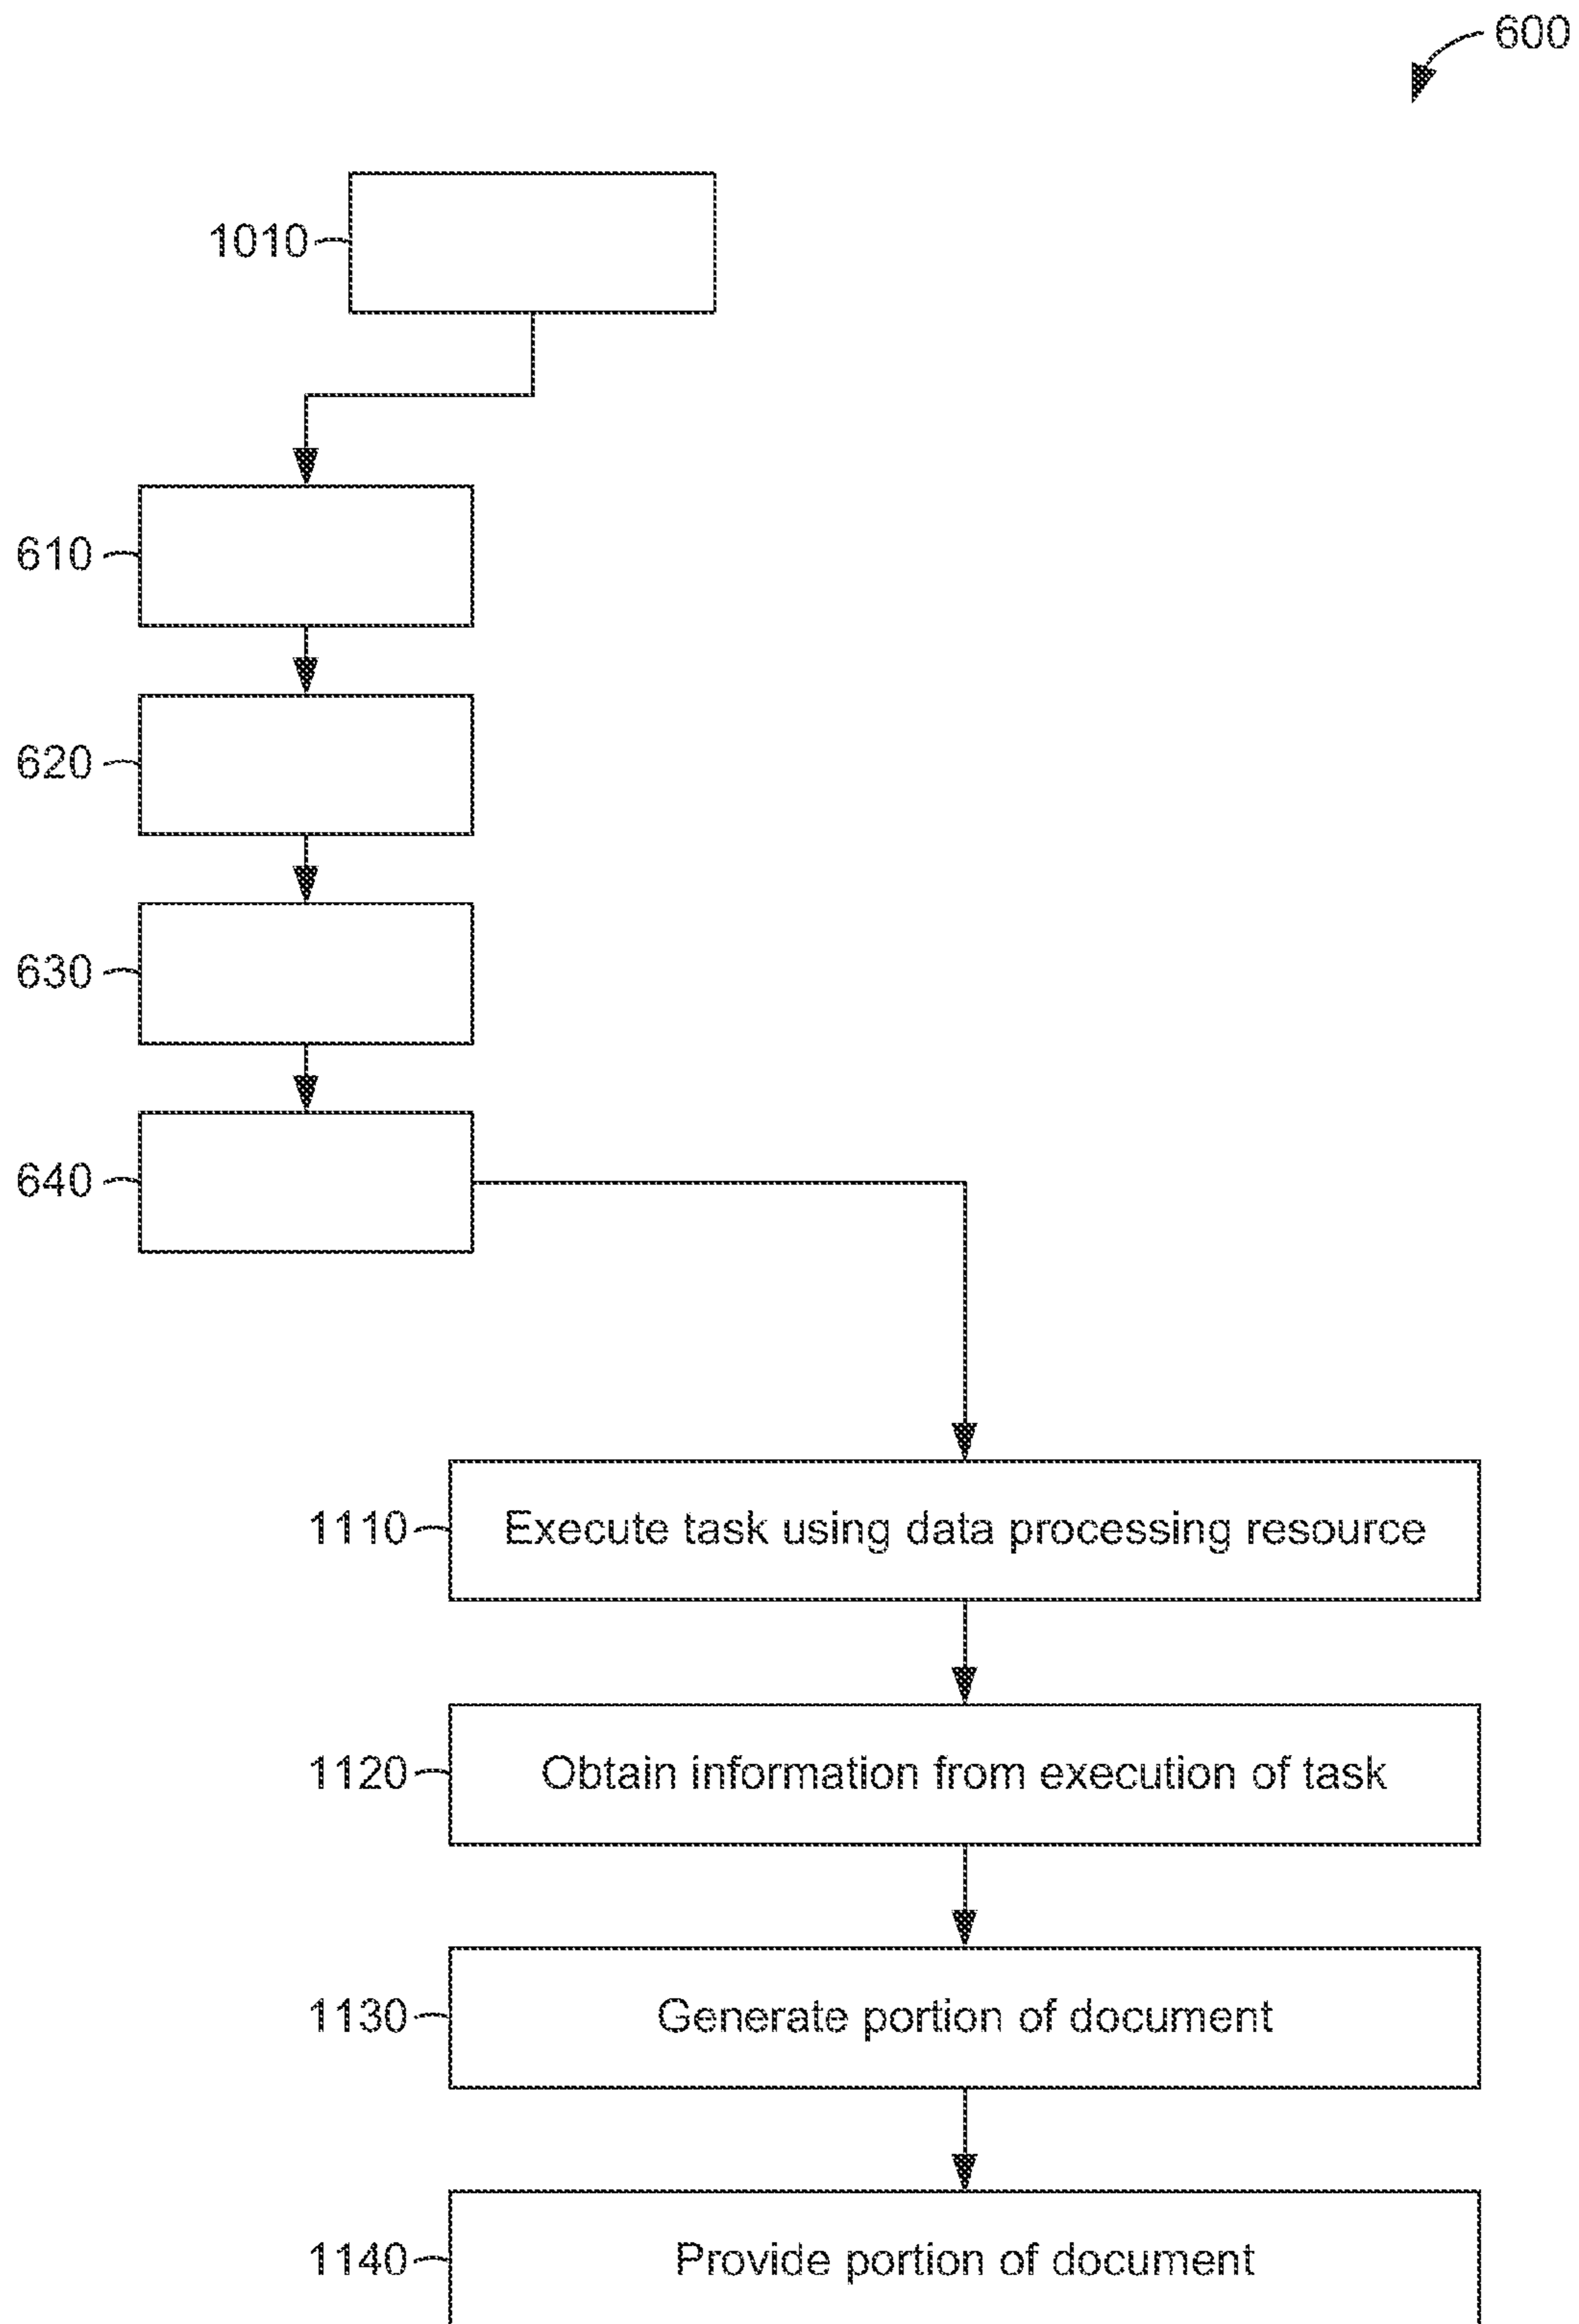 600
1010
610
620
630
640
1110 Execute task using data processing resource
1120 Obtain information from execution of task
1130 Generate portion of document
1140 Provide portion of document